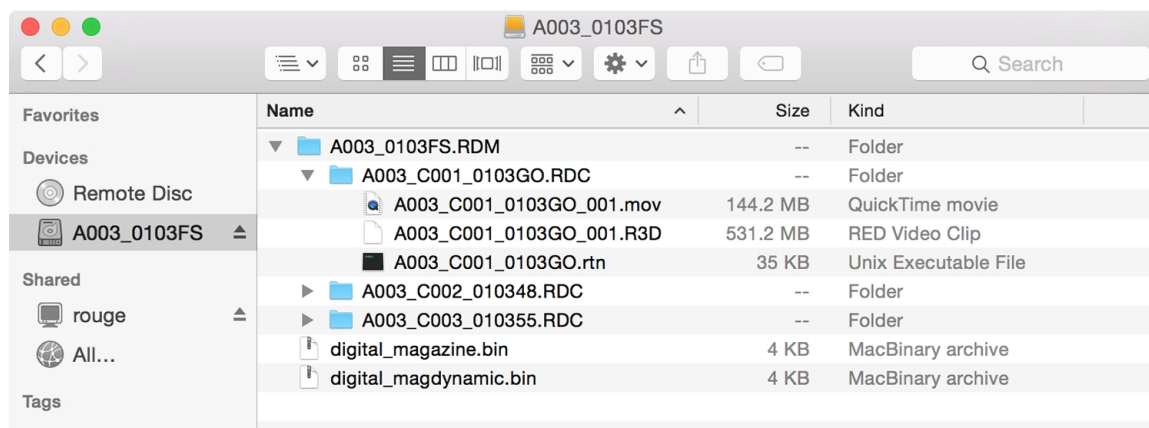 A003_0103FS
Search
Favorites
Devices
Remote Disc
A003_0103FS
Shared
rouge
All...
Tags
Name Size Kind
A003_0103FS.RDM -- Folder
A003_C001_0103GO.RDC -- Folder
A003_C001_0103GO_001.mov 144.2 MB QuickTime movie
A003_C001_0103GO_001.R3D 531.2 MB RED Video Clip
A003_C001_0103GO.rtn 35 KB Unix Executable File
A003_C002_010348.RDC -- Folder
A003_C003_010355.RDC -- Folder
digital_magazine.bin 4 KB MacBinary archive
digital_magdynamic.bin 4 KB MacBinary archive